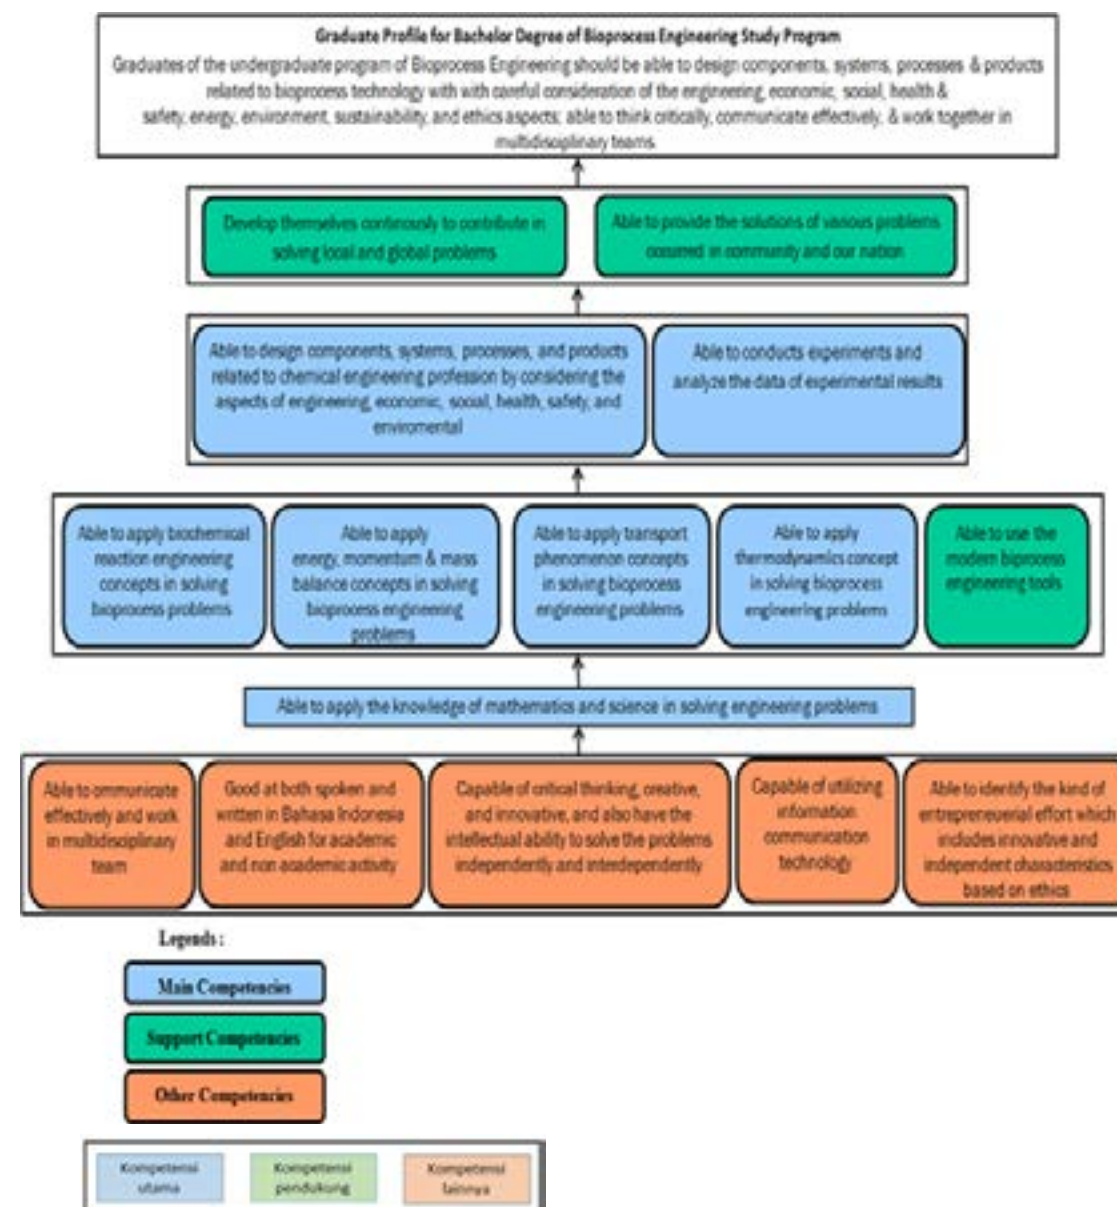 Graduate Profile for Bachelor Degree of Bioprocess Engineering Study Program
Graduates of the undergraduate program of Bioprocess Engineering should be able to design components, systems, processes & products
related to bioprocess technology with with careful consideration of the engineering, economic, social, health &
safety, energy, environment, sustainability, and ethics aspects; able to think critically, communicate effectively, & work together in
multidisciplinary teams.
Develop themselves continously to contribute in
solving local and global problems
Able to provide the solutions of various problems
occurred in community and our nation
Able to design components, systems, processes, and products
related to chemical engineering profession by considering the
aspects of engineering, economic, social, health, safety, and
enviromental
Able to conducts experiments and
analyze the data of experimental results
Able to apply biochemical
reaction engineering
concepts in solving
bioprocess problems
Able to apply
energy, momentum & mass
balance concepts in solving
bioprocess engineering
problems
Able to apply transport
phenomenon concepts
in solving bioprocess
engineering problems
Able to apply
thermodynamics concept
in solving bioprocess
engineering problems
Able to use the
modern biprocess
engineering tools
Able to apply the knowledge of mathematics and science in solving engineering problems
Able to ommunicate
effectively and work
in multidisciplinary
team
Good at both spoken and
written in Bahasa Indonesia
and English for academic
and non academic activity
Capable of critical thinking, creative,
and innovative, and also have the
intellectual ability to solve the problems
independently and interdependently
Capable of utilizing
information
communication
technology
Able to identify the kind of
entrepreneuerial effort which
includes innovative and
independent characteristics
based on ethics
Legends :
Main Competencies
Support Competencies
Other Competencies
Kompetensi
utama
Kompetensi
pendukung
Kompetensi
lainnya